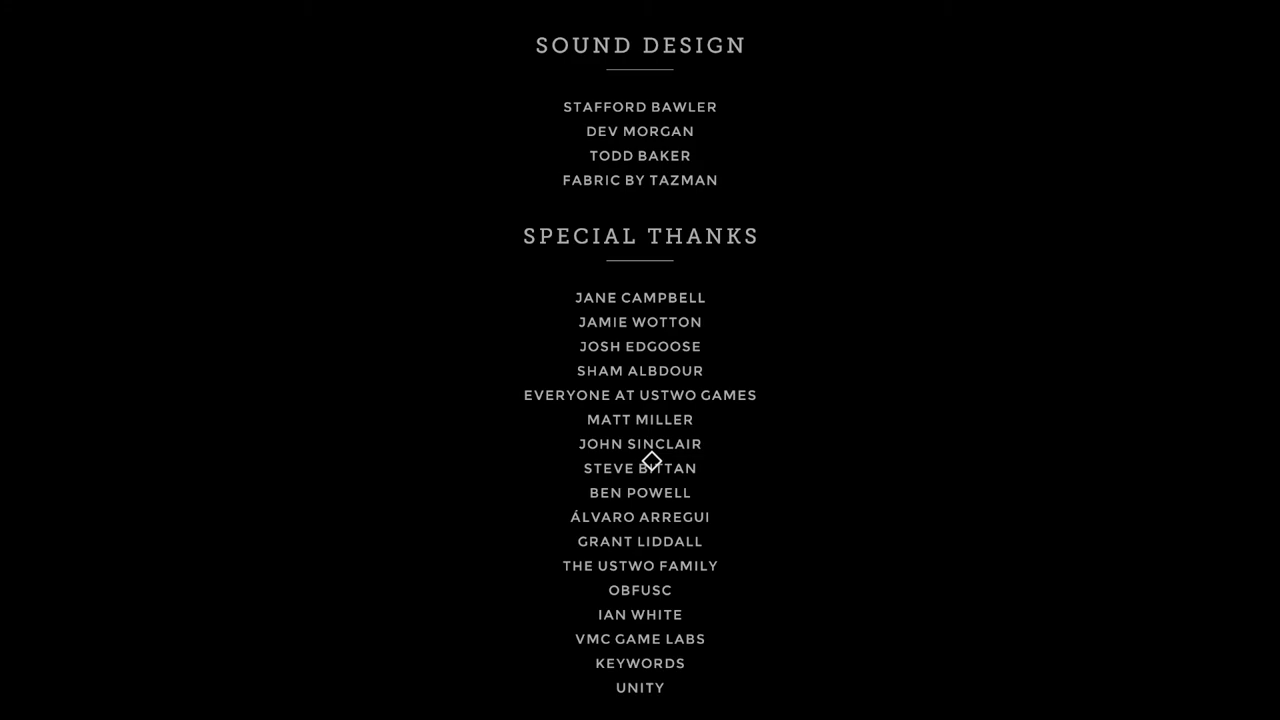 SOUND DESIGN
STAFFORD BAWLER
DEV MORGAN
TODD BAKER
FABRIC BY TAZMAN
SPECIAL THANKS
JANE CAMPBELL
JAMIE WOTTON
JOSH EDGOOSE
SHAM ALBDOUR
EVERYONE AT USTWO GAMES
MATT MILLER
JOHN SINCLAIR
STEVE BITTAN
BEN POWELL
ÁLVARO ARREGUI
GRANT LIDDALL
THE USTWO FAMILY
OBFUSC
IAN WHITE
VMC GAME LABS
KEYWORDS
UNITY